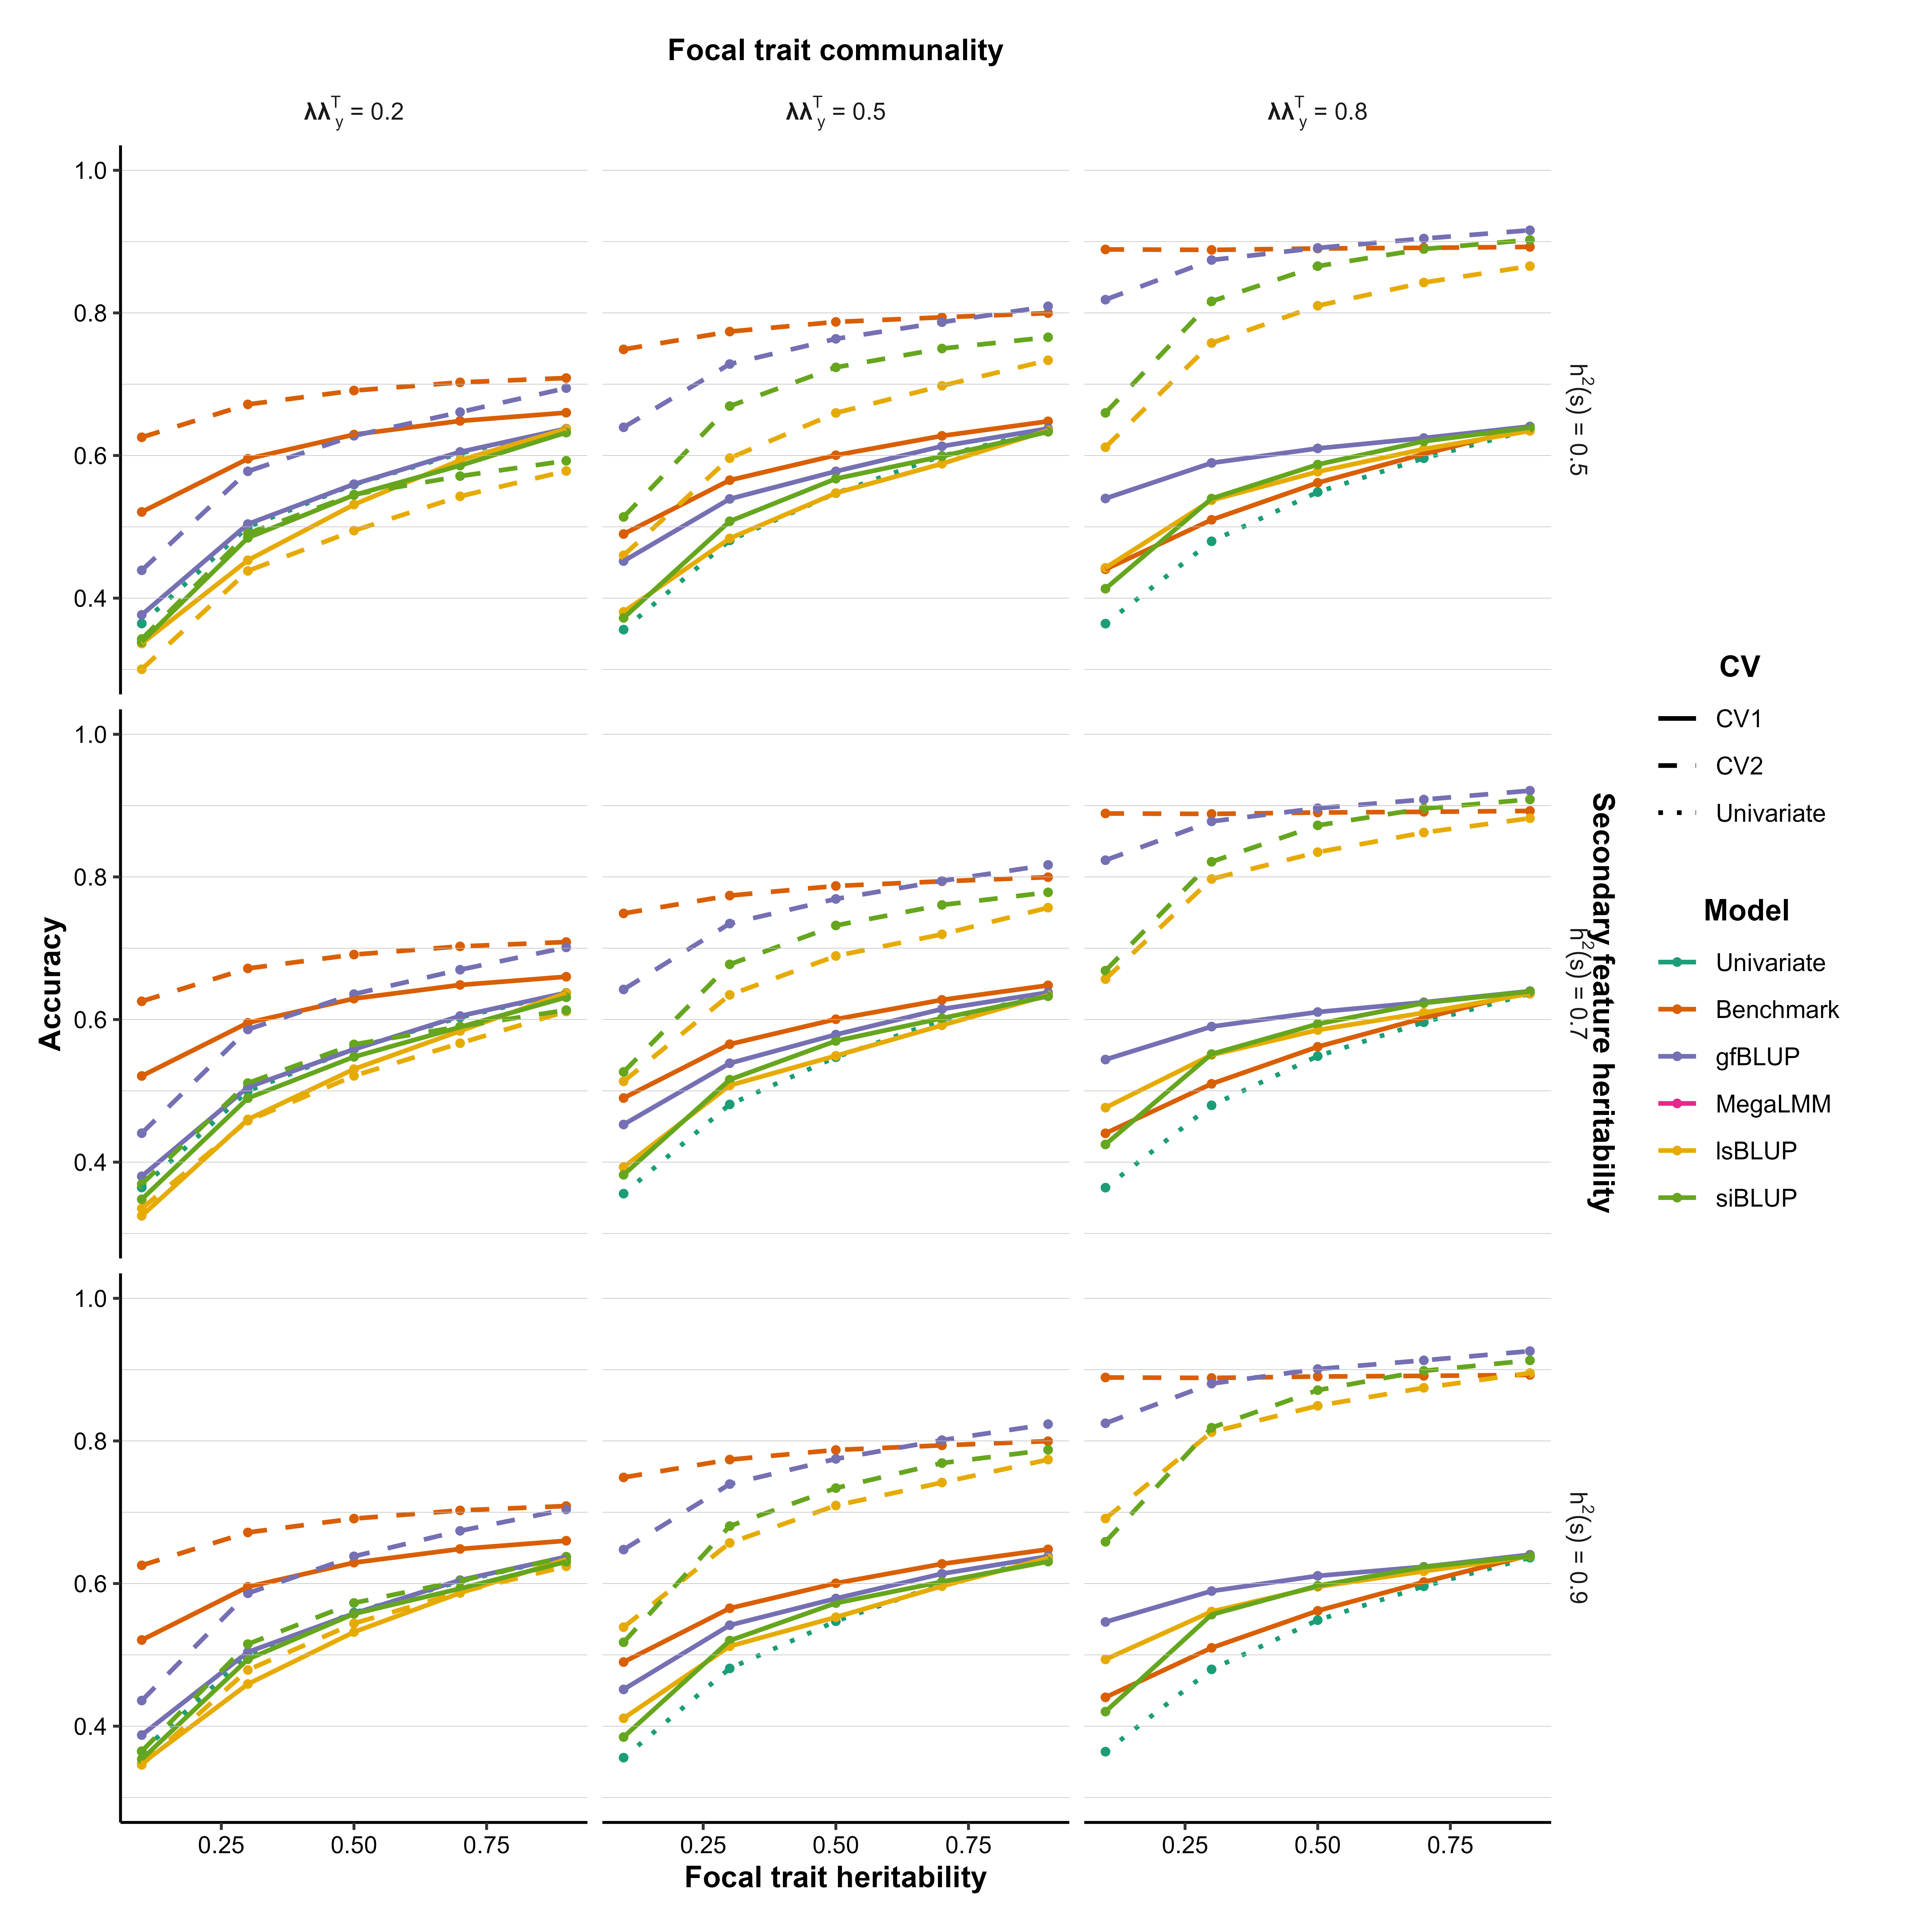 Focal trait communality
λλᵀy = 0.2
λλᵀy = 0.5
λλᵀy = 0.8
1.0
0.8
0.6
0.4
h²(s) = 0.5
1.0
0.8
0.6
0.4
h²(s) = 0.7
1.0
0.8
0.6
0.4
h²(s) = 0.9
Accuracy
Secondary feature heritability
0.25 0.50 0.75
0.25 0.50 0.75
0.25 0.50 0.75
Focal trait heritability
CV
CV1
CV2
Univariate
Model
Univariate
Benchmark
gfBLUP
MegaLMM
lsBLUP
siBLUP